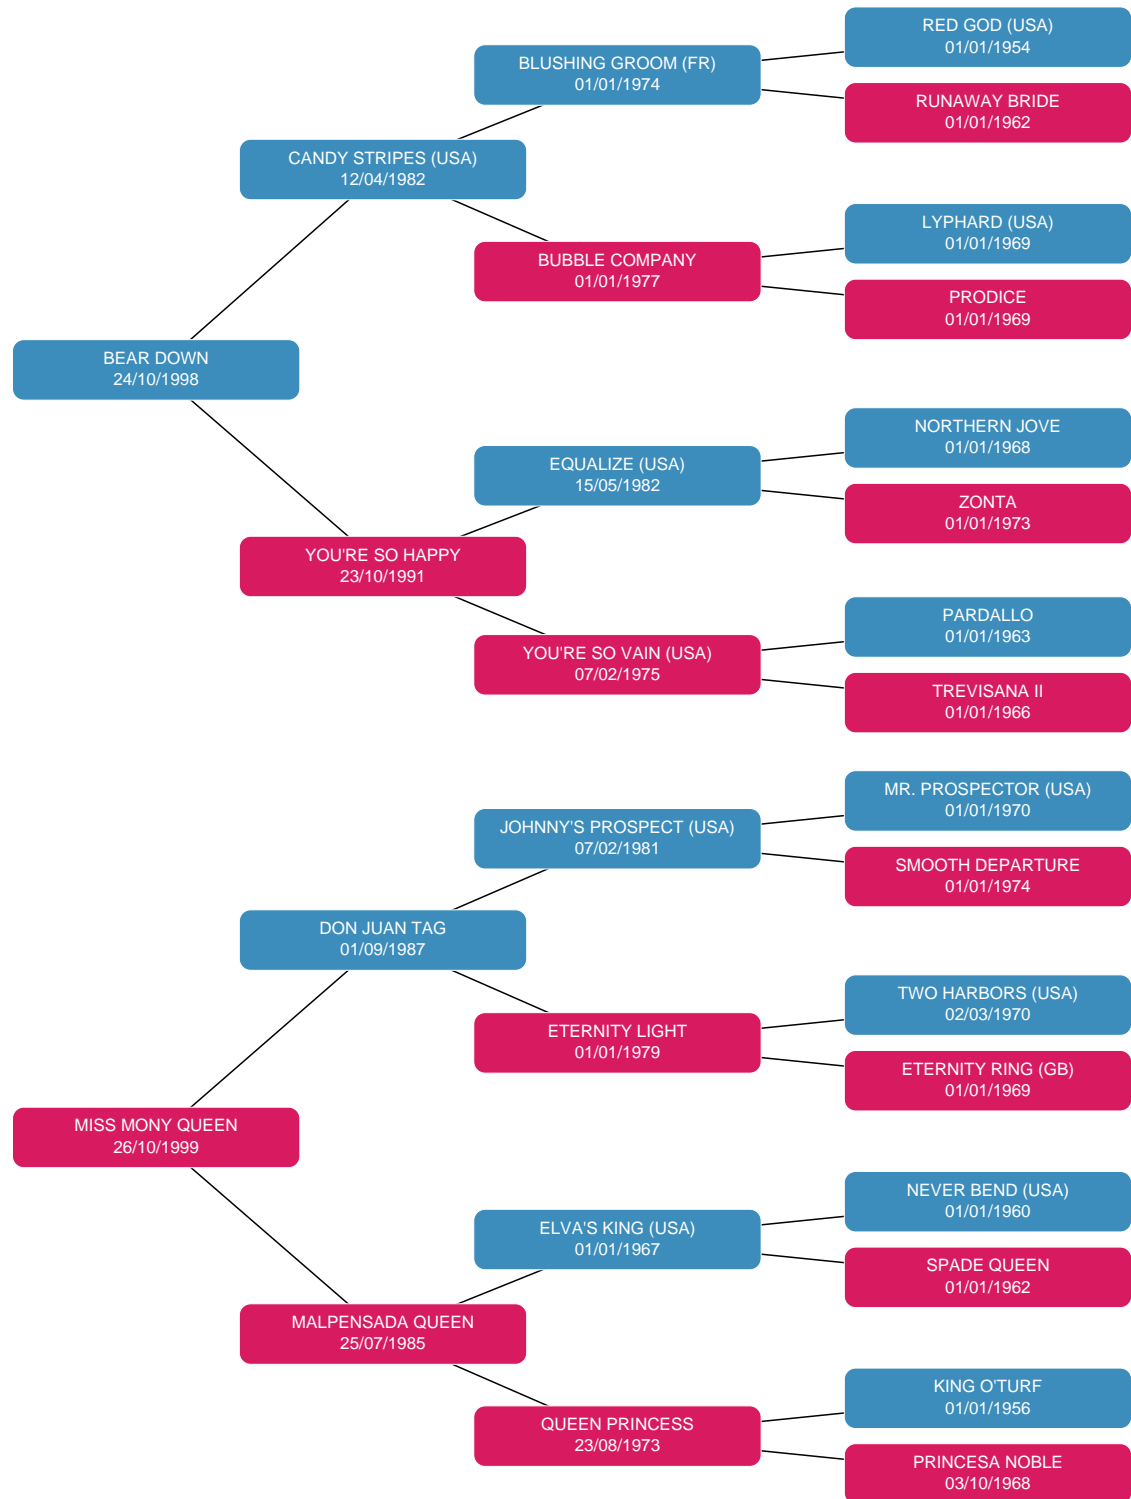 RED GOD (USA)
01/01/1954
BLUSHING GROOM (FR)
01/01/1974
RUNAWAY BRIDE
01/01/1962
CANDY STRIPES (USA)
12/04/1982
LYPHARD (USA)
01/01/1969
BUBBLE COMPANY
01/01/1977
PRODICE
01/01/1969
BEAR DOWN
24/10/1998
NORTHERN JOVE
01/01/1968
EQUALIZE (USA)
15/05/1982
ZONTA
01/01/1973
YOU'RE SO HAPPY
23/10/1991
PARDALLO
01/01/1963
YOU'RE SO VAIN (USA)
07/02/1975
TREVISANA II
01/01/1966
MR. PROSPECTOR (USA)
01/01/1970
JOHNNY'S PROSPECT (USA)
07/02/1981
SMOOTH DEPARTURE
01/01/1974
DON JUAN TAG
01/09/1987
TWO HARBORS (USA)
02/03/1970
ETERNITY LIGHT
01/01/1979
ETERNITY RING (GB)
01/01/1969
MISS MONY QUEEN
26/10/1999
NEVER BEND (USA)
01/01/1960
ELVA'S KING (USA)
01/01/1967
SPADE QUEEN
01/01/1962
MALPENSADA QUEEN
25/07/1985
KING O'TURF
01/01/1956
QUEEN PRINCESS
23/08/1973
PRINCESA NOBLE
03/10/1968